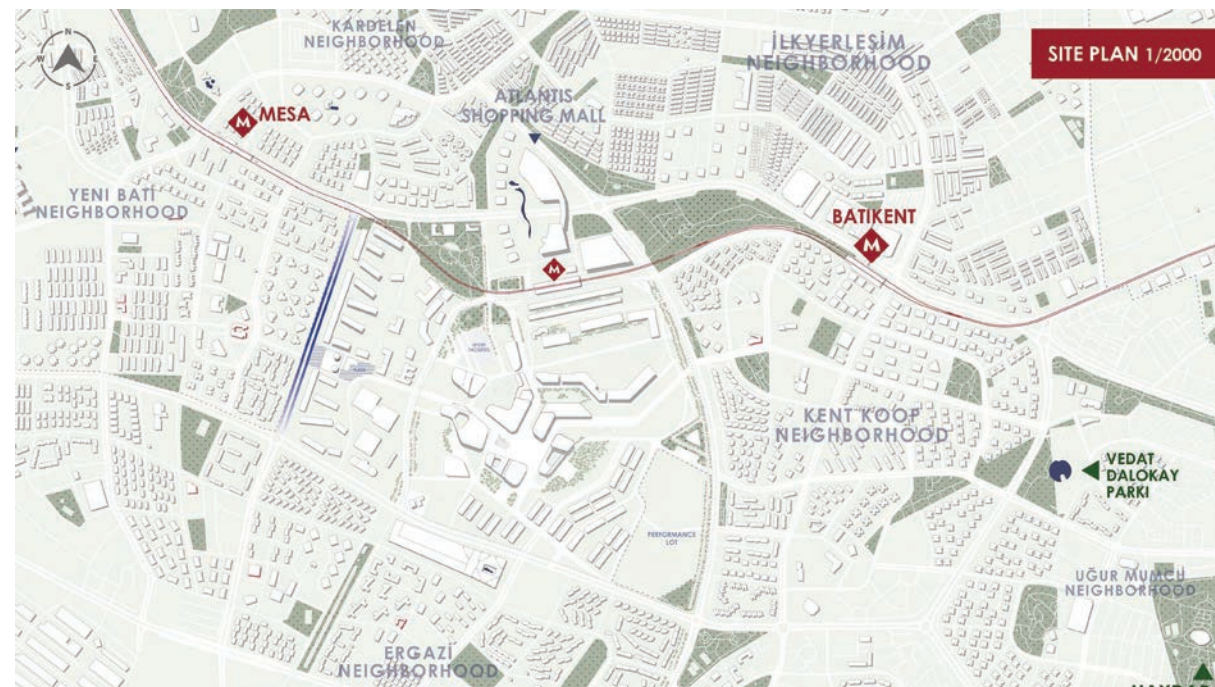 N
W
E
S
KARDELEN
NEIGHBORHOOD
İLKYERLEŞİM
NEIGHBORHOOD
SITE PLAN 1/2000
M
MESA
ATLANTIS
SHOPPING MALL
YENI BATI
NEIGHBORHOOD
BATIKENT
M
M
KENT KOOP
NEIGHBORHOOD
VEDAT
DALOKAY
PARKI
PERFORMANCE
LOT
UĞUR MUMCU
NEIGHBORHOOD
ERGAZİ
NEIGHBORHOOD